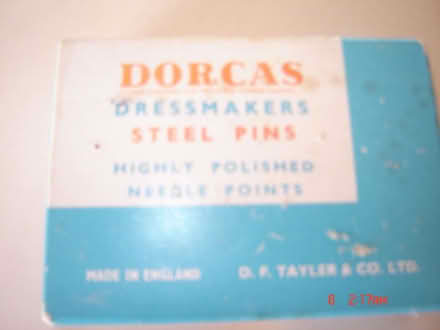 DORCAS
DRESSMAKERS
STEEL PINS
HIGHLY POLISHED
NEEDLE POINTS
MADE IN ENGLAND D. F. TAYLER & CO. LTD.